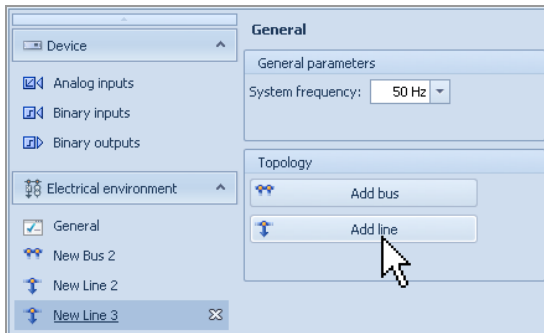 Device
Analog inputs
Binary inputs
Binary outputs
Electrical environment
General
New Bus 2
New Line 2
New Line 3
General
General parameters
System frequency: 50 Hz
Topology
Add bus
Add line